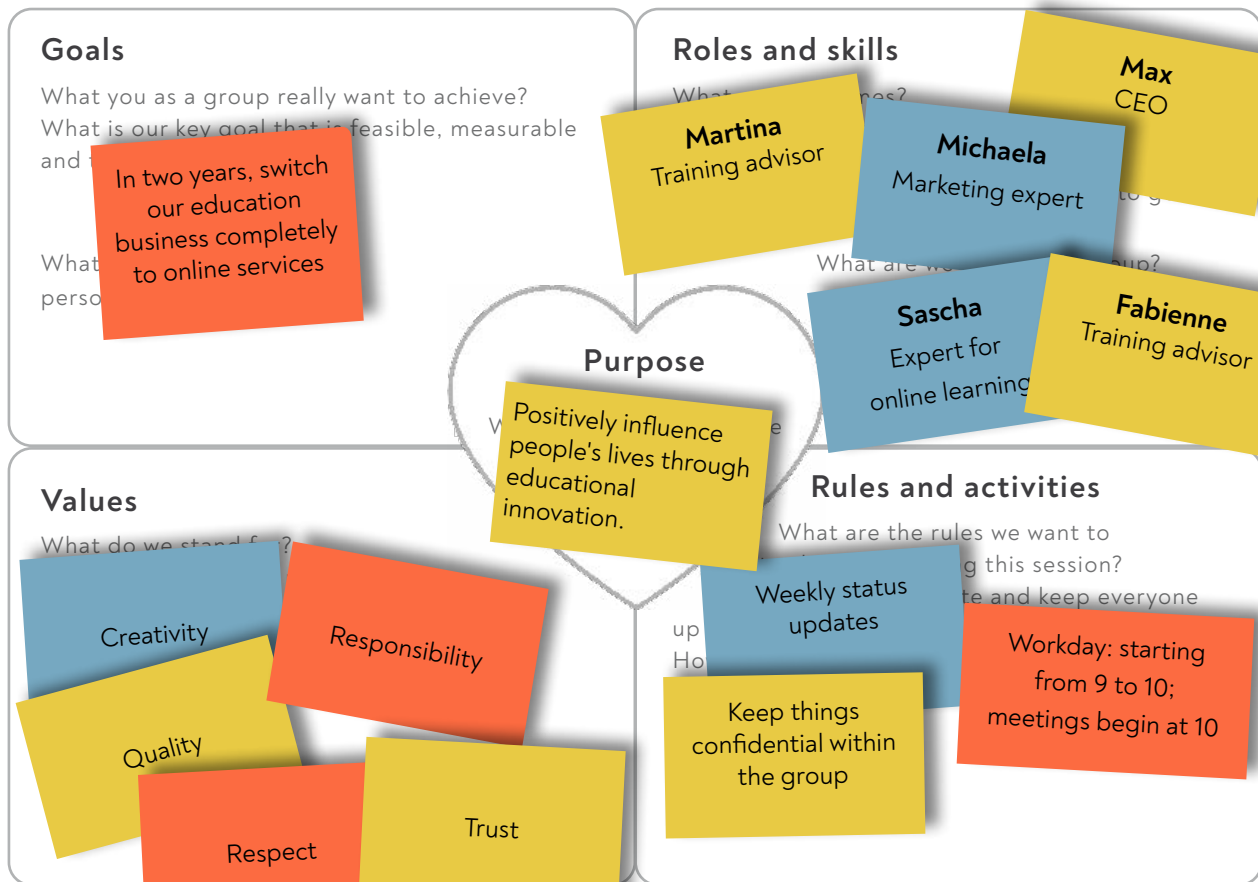 Goals
What you as a group really want to achieve?
What is our key goal that is feasible, measurable
and
In two years, switch
our education
business completely
to online services
What
Roles and skills
What
Martina
Training advisor
Michaela
Marketing expert
Max
CEO
to
What are
Sascha
Expert for
online learning
Fabienne
Training advisor
Purpose
Positively influence
people's lives through
educational
innovation.
Values
What do we stand
Creativity
Responsibility
Quality
Respect
Trust
Rules and activities
What are the rules we want to
this session?
and keep everyone
up
Weekly status
updates
Workday: starting
from 9 to 10;
meetings begin at 10
Keep things
confidential within
the group